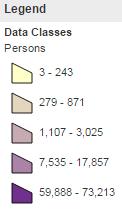 Legend
Data Classes
Persons
3 - 243
279 - 871
1,107 - 3,025
7,535 - 17,857
59,888 - 73,213